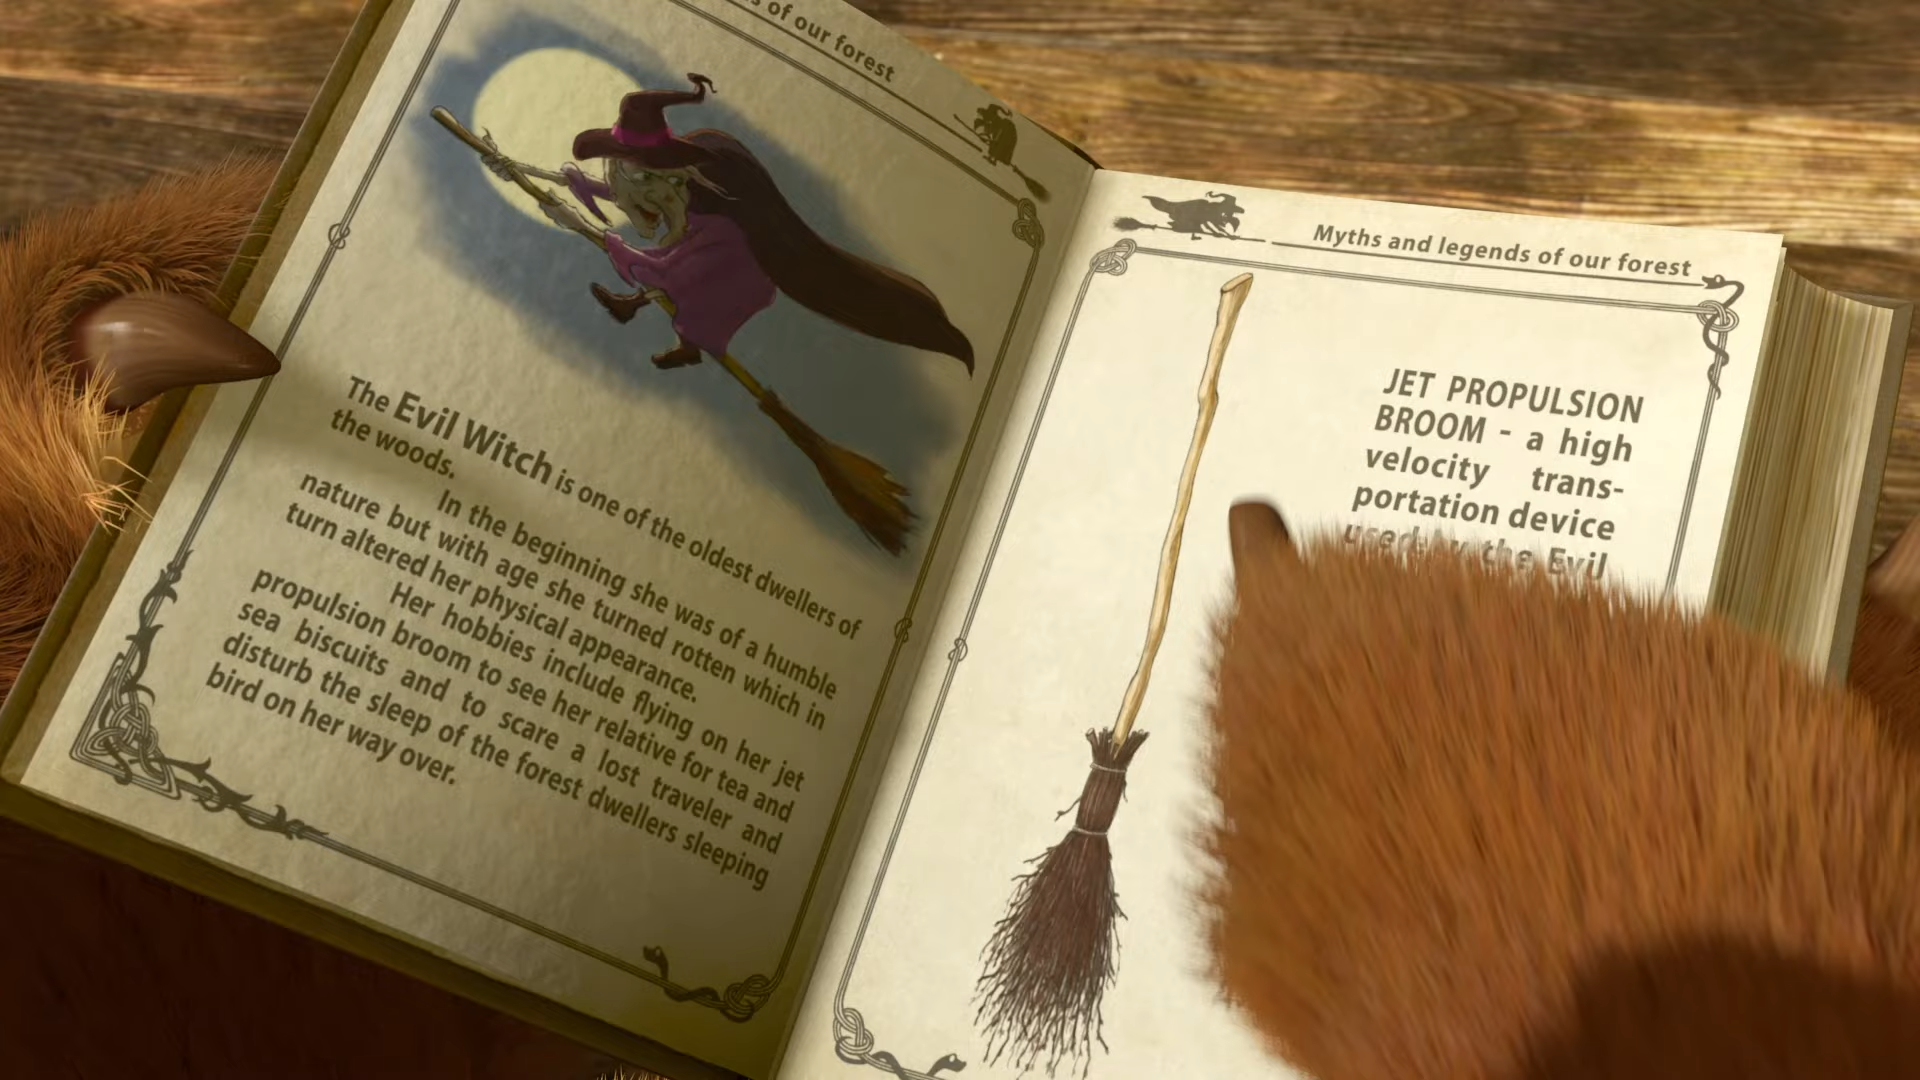 s of our forest
The Evil Witch is one of the oldest dwellers of
the woods.
In the beginning she was of a humble
nature but with age she turned rotten which in
turn altered her physical appearance.
Her hobbies include flying on her jet
propulsion broom to see her relative for tea and
sea biscuits and to scare a lost traveler and
disturb the sleep of the forest dwellers sleeping
bird on her way over.
Myths and legends of our forest
JET PROPULSION
BROOM - a high
velocity trans-
portation device
used by the Evil